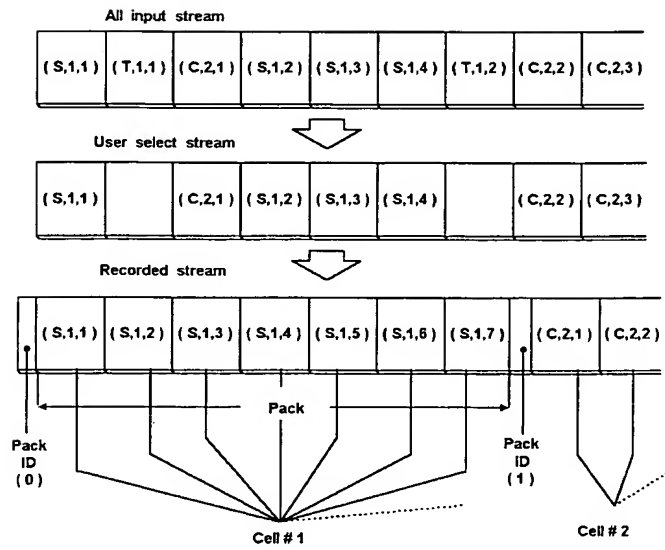 All input stream
( S,1,1 ) ( T,1,1 ) ( C,2,1 ) ( S,1,2 ) ( S,1,3 ) ( S,1,4 ) ( T,1,2 ) ( C,2,2 ) ( C,2,3 )
User select stream
( S,1,1 ) ( C,2,1 ) ( S,1,2 ) ( S,1,3 ) ( S,1,4 ) ( C,2,2 ) ( C,2,3 )
Recorded stream
( S,1,1 ) ( S,1,2 ) ( S,1,3 ) ( S,1,4 ) ( S,1,5 ) ( S,1,6 ) ( S,1,7 ) (C,2,1 ) ( C,2,2 )
Pack
Pack
ID
( 0 )
Pack
ID
( 1 )
Cell # 1
Cell # 2